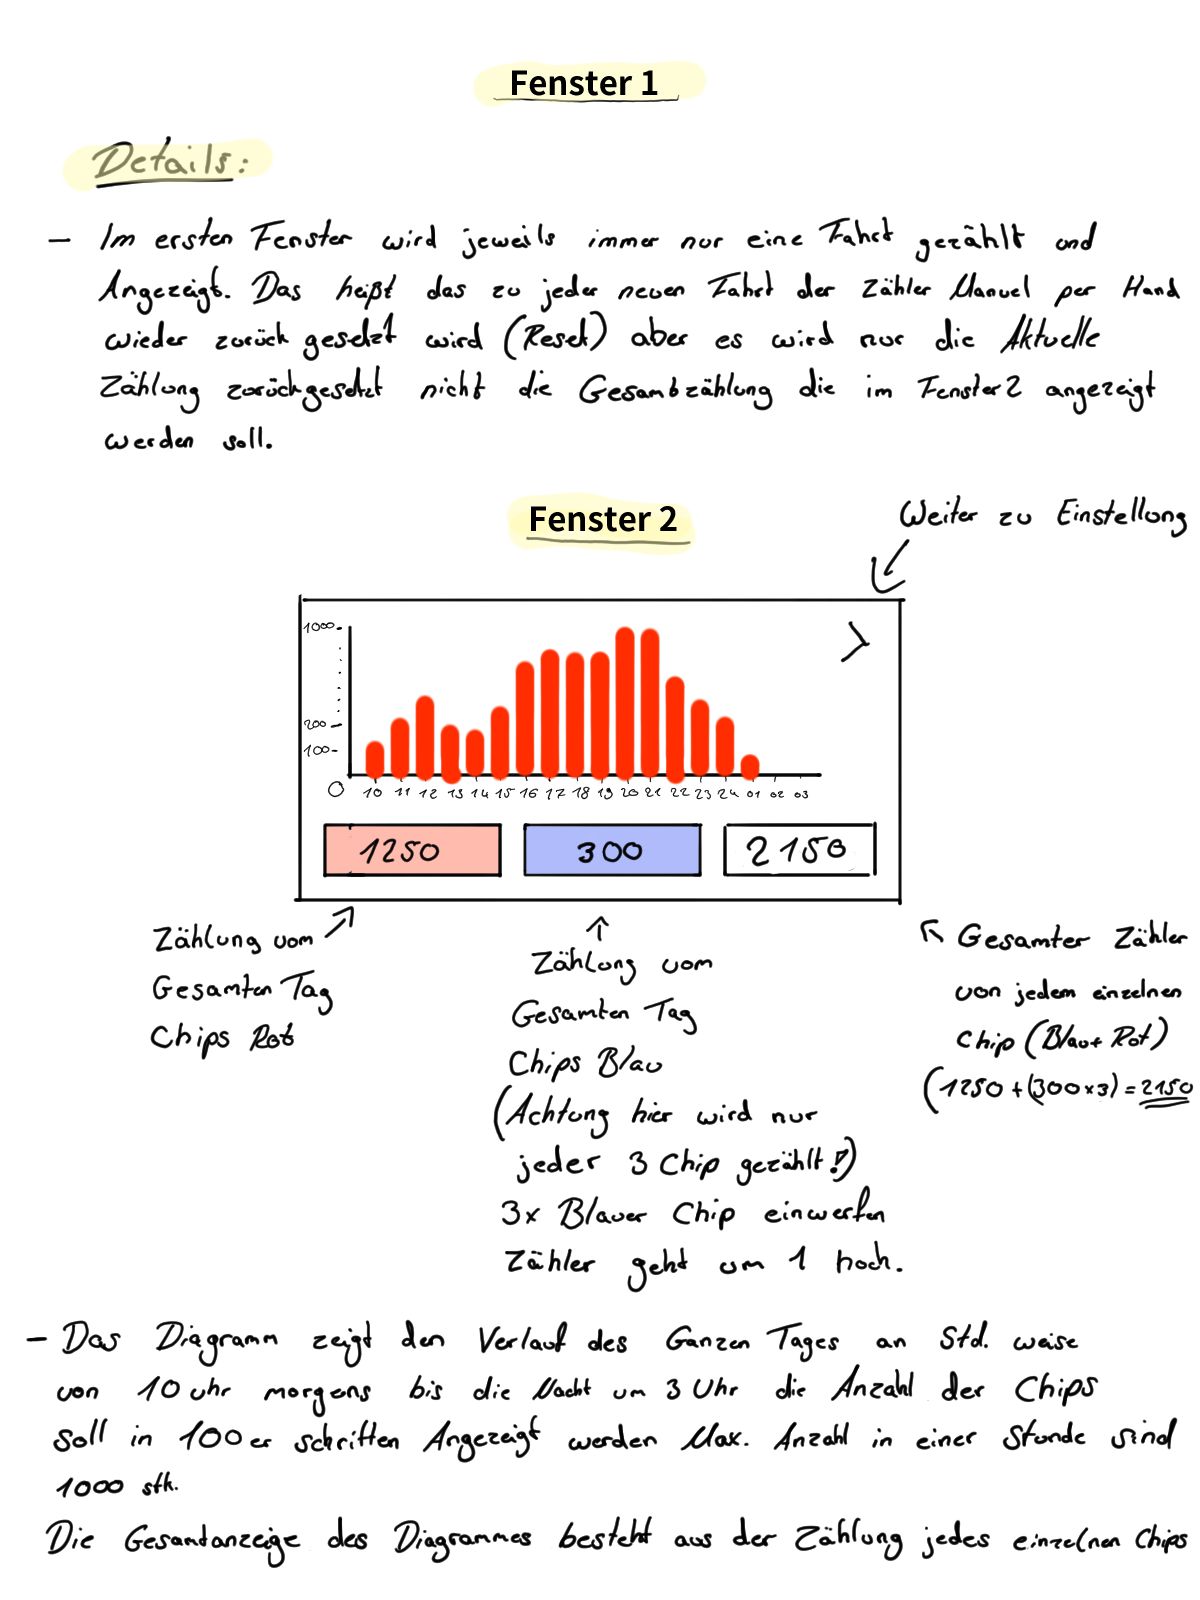 Fenster 1
Details:
- Im ersten Fenster wird jeweils immer nur eine Fahrt gezählt und
Angezeigt. Das heißt das zu jeder neuen Fahrt der Zähler Manuel per Hand
wieder zurück gesetzt wird (Reset) aber es wird nur die Aktuelle
Zählung zurückgesetzt nicht die Gesamtzählung die im Fenster 2 angezeigt
werden soll.
Fenster 2
Weiter zu Einstellung
1000
200
100
0
10 11 12 13 14 15 16 17 18 19 20 21 22 23 24 01 02 03
>
1250 300 2150
Zählung vom
Gesamten Tag
Chips Rot
Zählung vom
Gesamten Tag
Chips Blau
(Achtung hier wird nur
jeder 3 Chip gezählt!)
3x Blauer Chip einwerfen
Zähler geht um 1 hoch.
Gesamter Zähler
von jedem einzelnen
Chip (Blau + Rot)
(1250 + (300 x 3) = 2150
- Das Diagramm zeigt den Verlauf des Ganzen Tages an Std. weise
von 10 uhr morgens bis die Nacht um 3 Uhr die Anzahl der Chips
soll in 100er schritten Angezeigt werden Max. Anzahl in einer Stunde sind
1000 stk.
Die Gesamtanzeige des Diagrammes besteht aus der Zählung jedes einzelnen Chips